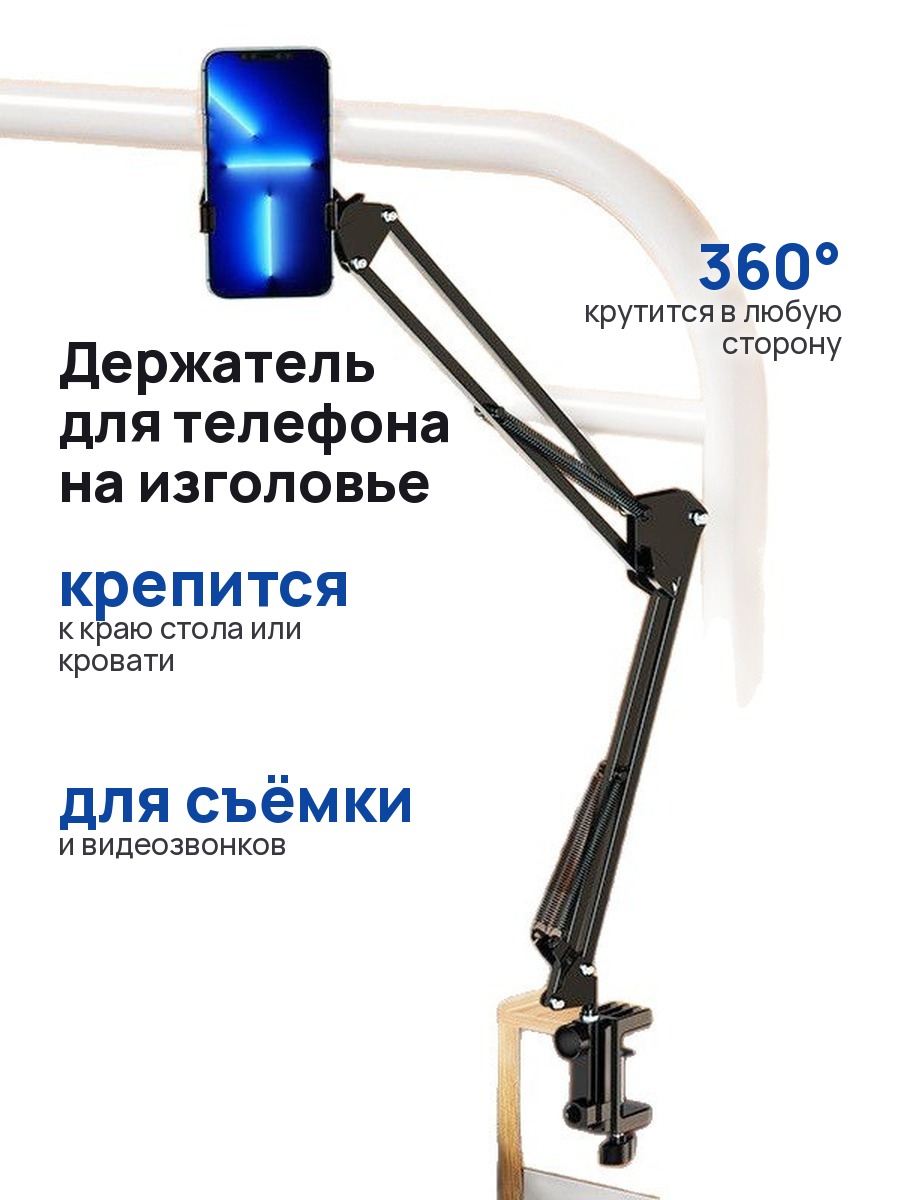 360°
крутится в любую
сторону
Держатель
для телефона
на изголовье
крепится
к краю стола или
кровати
для съёмки
и видеозвонков